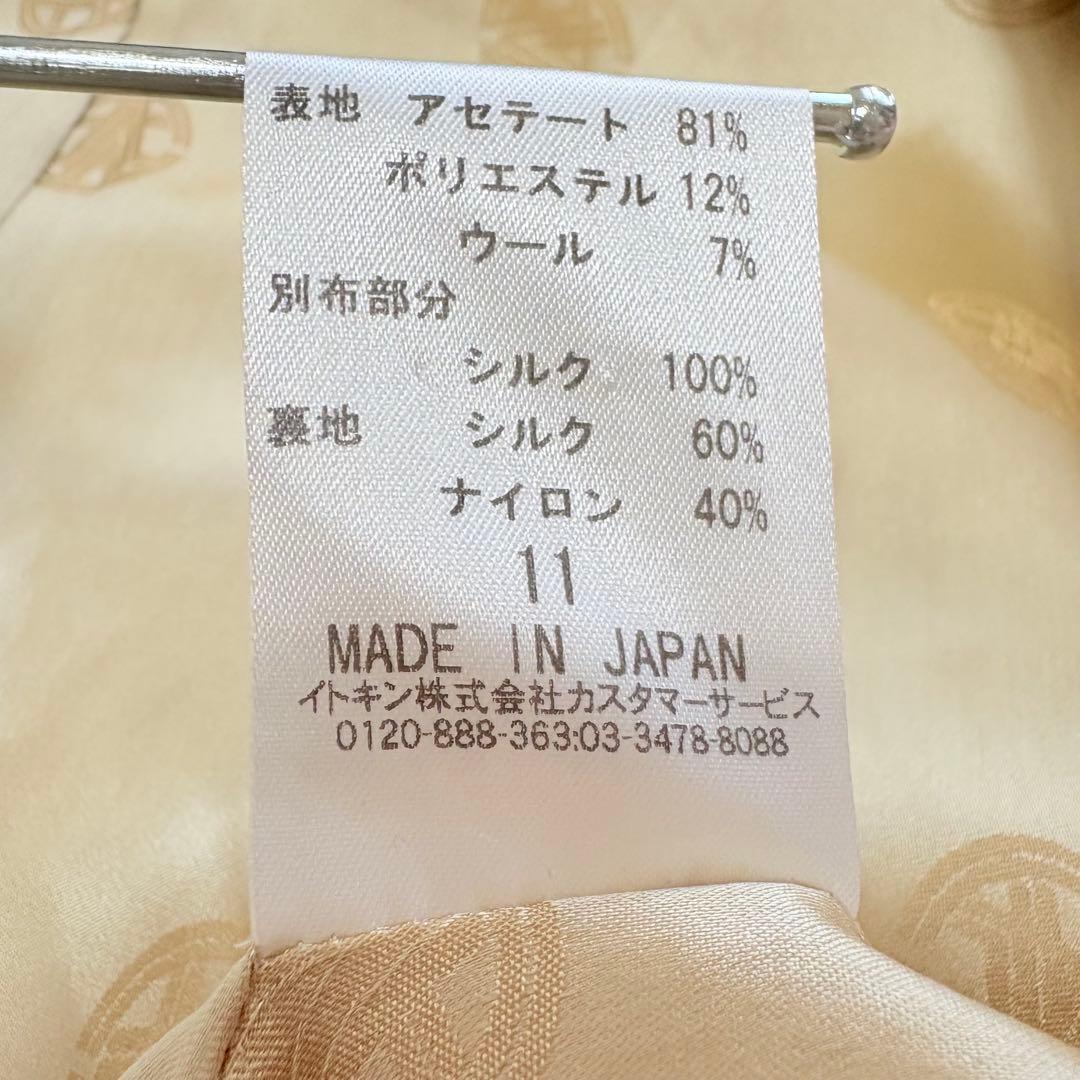 表地 アセテート 81%
ポリエステル 12%
ウール 7%
別布部分
シルク 100%
裏地 シルク 60%
ナイロン 40%
11
MADE IN JAPAN
イトキン株式会社カスタマーサービス
0120-888-363:03-3478-8088